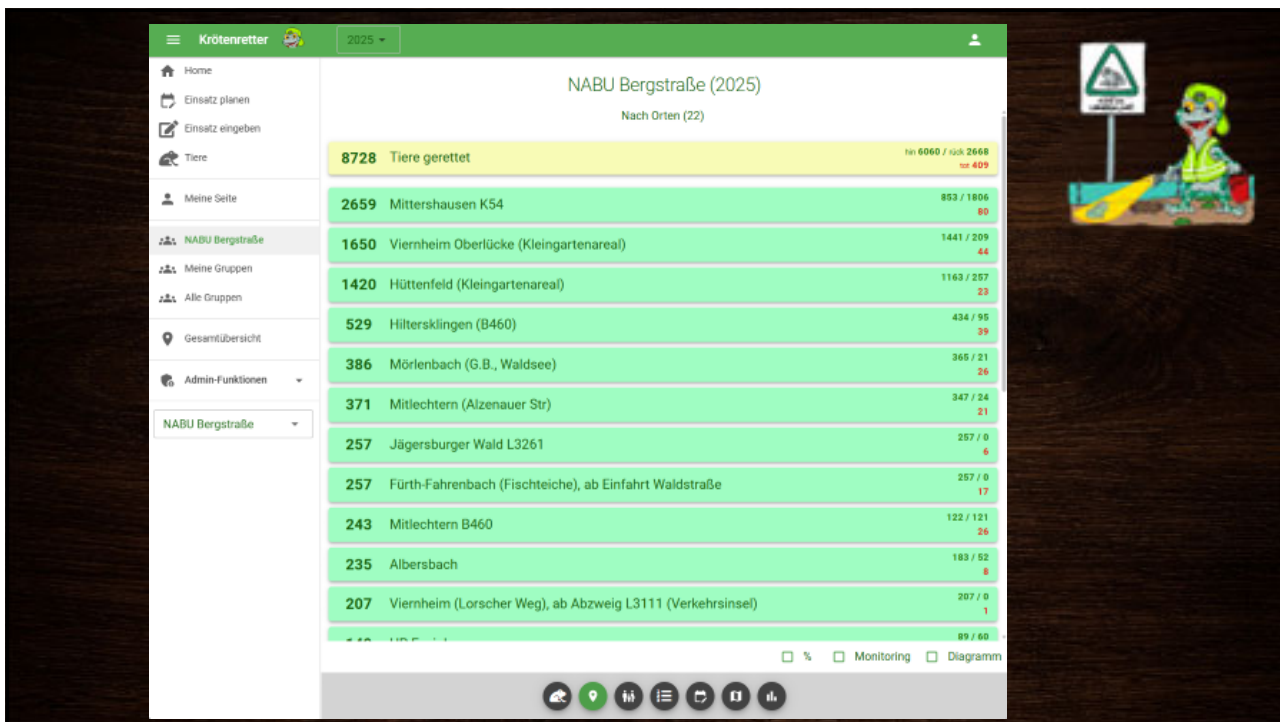 Krötenretter
2025
Home
Einsatz planen
Einsatz eingeben
Tiere
Meine Seite
NABU Bergstraße
Meine Gruppen
Alle Gruppen
Gesamtübersicht
Admin-Funktionen
NABU Bergstraße
NABU Bergstraße (2025)
Nach Orten (22)
8728 Tiere gerettet hin 6060 / rück 2668
tot 409
2659 Mittershausen K54 853 / 1806
80
1650 Viernheim Oberlücke (Kleingartenareal) 1441 / 209
44
1420 Hüttenfeld (Kleingartenareal) 1163 / 257
23
529 Hiltersklingen (B460) 434 / 95
39
386 Mörlenbach (G.B., Waldsee) 365 / 21
26
371 Mitlechtern (Alzenauer Str) 347 / 24
21
257 Jägersburger Wald L3261 257 / 0
6
257 Fürth-Fahrenbach (Fischteiche), ab Einfahrt Waldstraße 257 / 0
17
243 Mitlechtern B460 122 / 121
26
235 Albersbach 183 / 52
8
207 Viernheim (Lorscher Weg), ab Abzweig L3111 (Verkehrsinsel) 207 / 0
1
89 / 60
% Monitoring Diagramm